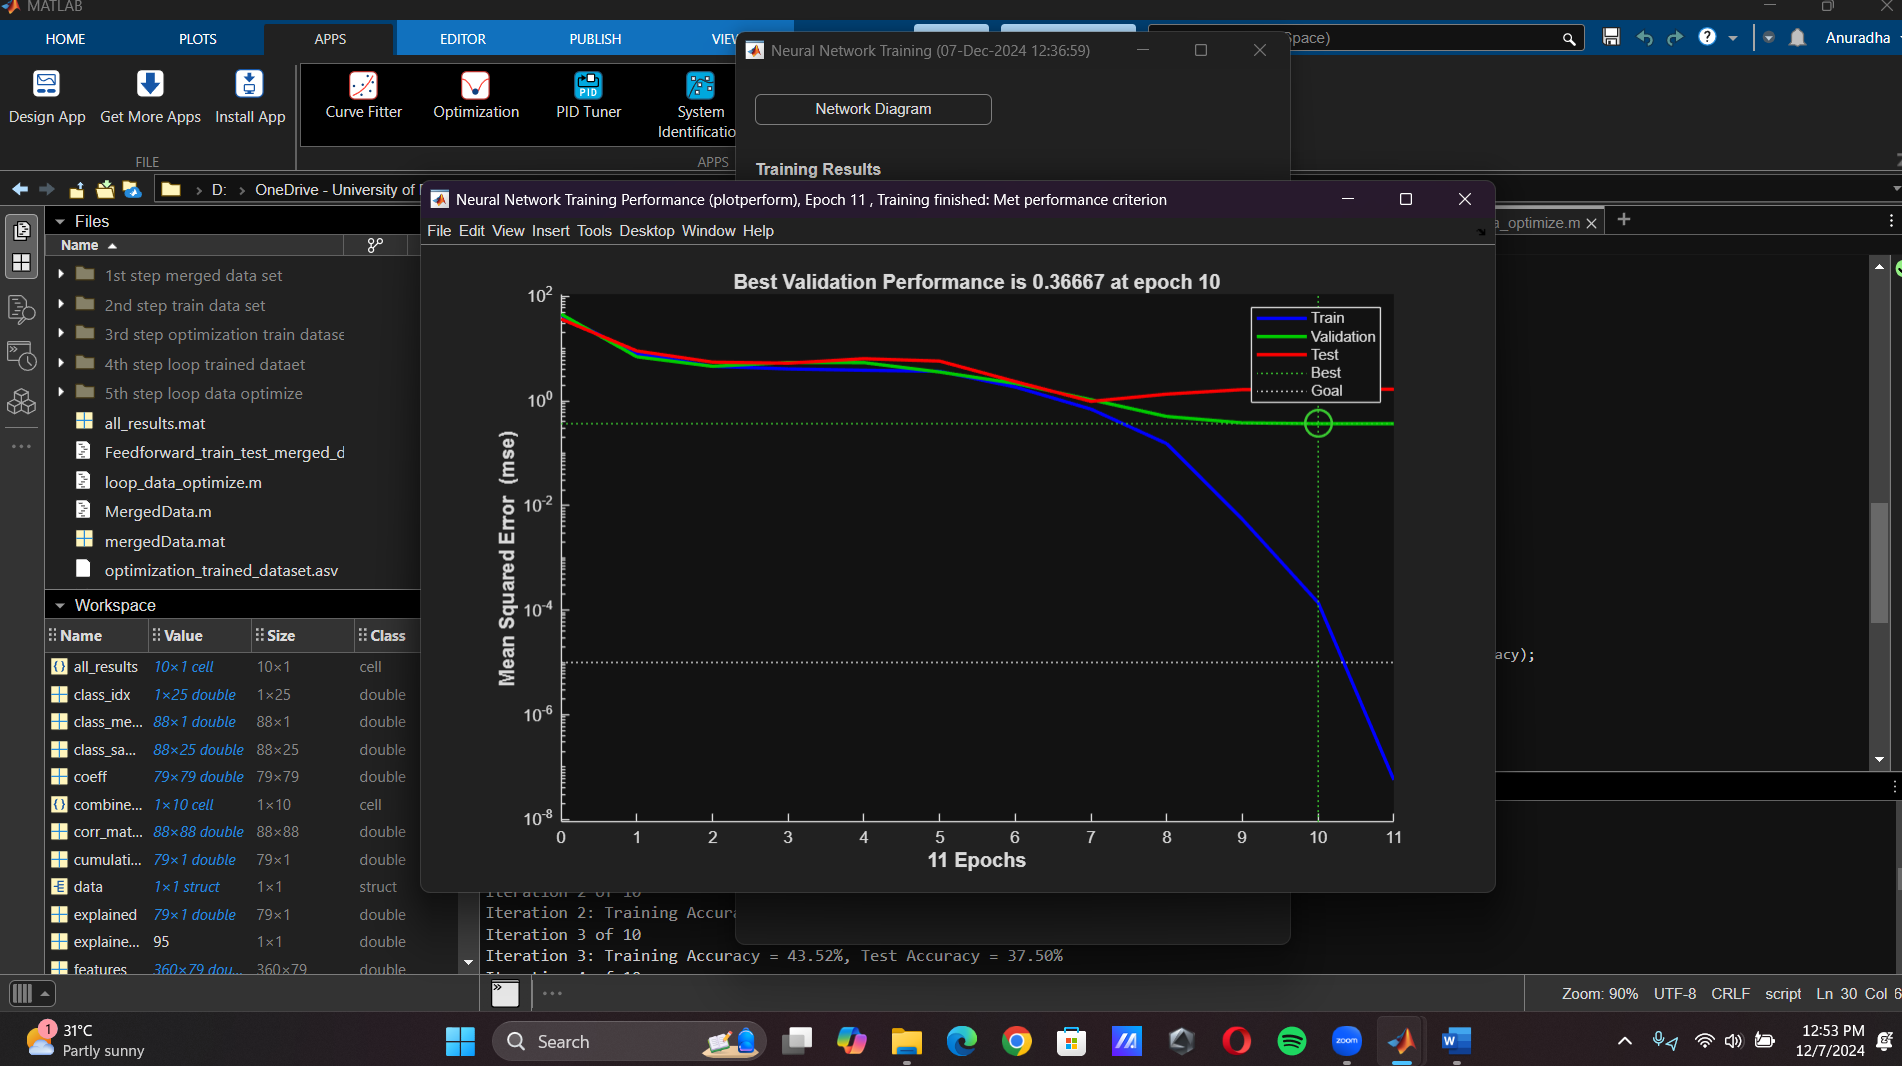 MATLAB
HOME PLOTS APPS EDITOR PUBLISH VIEW
Space)
Anuradha
Design App Get More Apps Install App
Curve Fitter Optimization PID Tuner System
Identificatio
FILE APPS
Neural Network Training (07-Dec-2024 12:36:59)
Network Diagram
Training Results
D: OneDrive - University of
Neural Network Training Performance (plotperform), Epoch 11 , Training finished: Met performance criterion
File Edit View Insert Tools Desktop Window Help
a_optimize.m
Files
Name
1st step merged data set
2nd step train data set
3rd step optimization train datase
4th step loop trained dataet
5th step loop data optimize
all_results.mat
Feedforward_train_test_merged_d
loop_data_optimize.m
MergedData.m
mergedData.mat
optimization_trained_dataset.asv
Best Validation Performance is 0.36667 at epoch 10
Train
Validation
Test
Best
Goal
Mean Squared Error (mse)
10²
10⁰
10⁻²
10⁻⁴
10⁻⁶
10⁻⁸
0 1 2 3 4 5 6 7 8 9 10 11
11 Epochs
acy);
Workspace
Name Value Size Class
all_results 10×1 cell 10×1 cell
class_idx 1×25 double 1×25 double
class_me... 88×1 double 88×1 double
class_sa... 88×25 double 88×25 double
coeff 79×79 double 79×79 double
combine... 1×10 cell 1×10 cell
corr_mat... 88×88 double 88×88 double
cumulati... 79×1 double 79×1 double
data 1×1 struct 1×1 struct
explained 79×1 double 79×1 double
explaine... 95 1×1 double
features 360×79 dou... 360×79 double
Iteration 2 of 10
Iteration 2: Training Accura
Iteration 3 of 10
Iteration 3: Training Accuracy = 43.52%, Test Accuracy = 37.50%
Zoom: 90% UTF-8 CRLF script Ln 30 Col 6
1
31°C
Partly sunny
Search
zoom
12:53 PM
12/7/2024